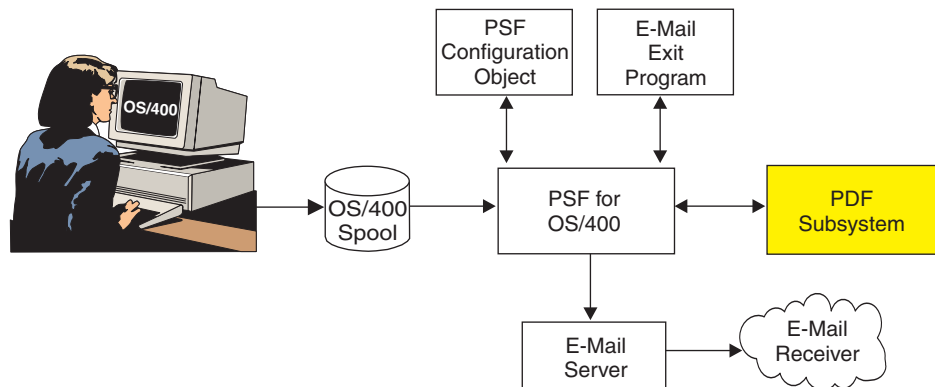 PSF
Configuration
Object
E-Mail
Exit
Program
OS/400
OS/400
Spool
PSF for
OS/400
PDF
Subsystem
E-Mail
Server
E-Mail
Receiver